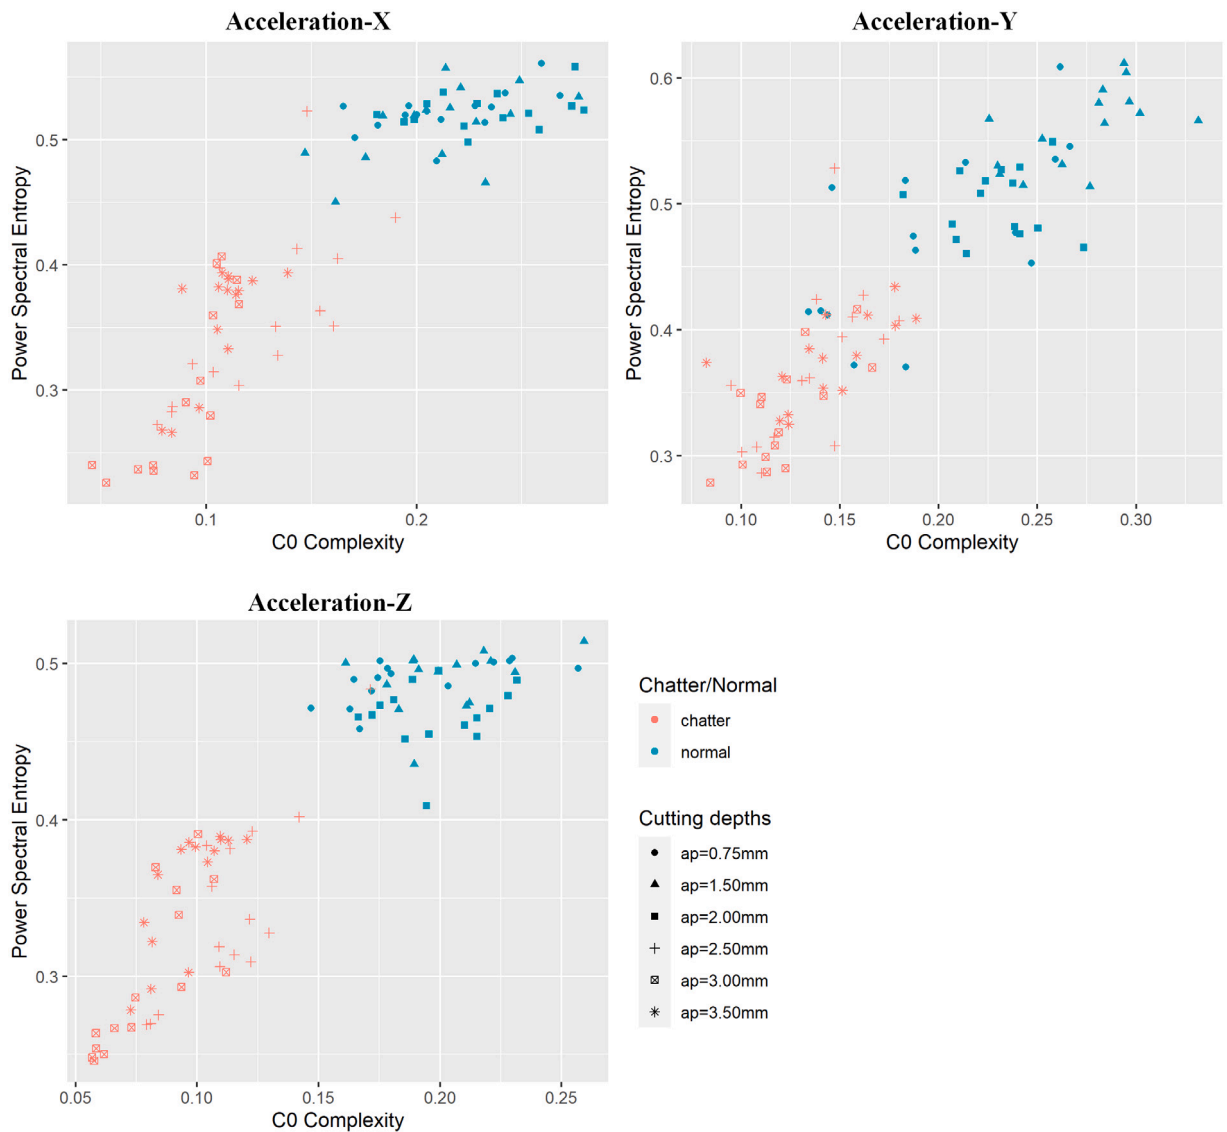 Acceleration-X
Power Spectral Entropy
0.5
0.4
0.3
0.1
0.2
C0 Complexity
Acceleration-Y
Power Spectral Entropy
0.6
0.5
0.4
0.3
0.10
0.15
0.20
0.25
0.30
C0 Complexity
Acceleration-Z
Power Spectral Entropy
0.5
0.4
0.3
0.05
0.10
0.15
0.20
0.25
C0 Complexity
Chatter/Normal
chatter
normal
Cutting depths
ap=0.75mm
ap=1.50mm
ap=2.00mm
ap=2.50mm
ap=3.00mm
ap=3.50mm